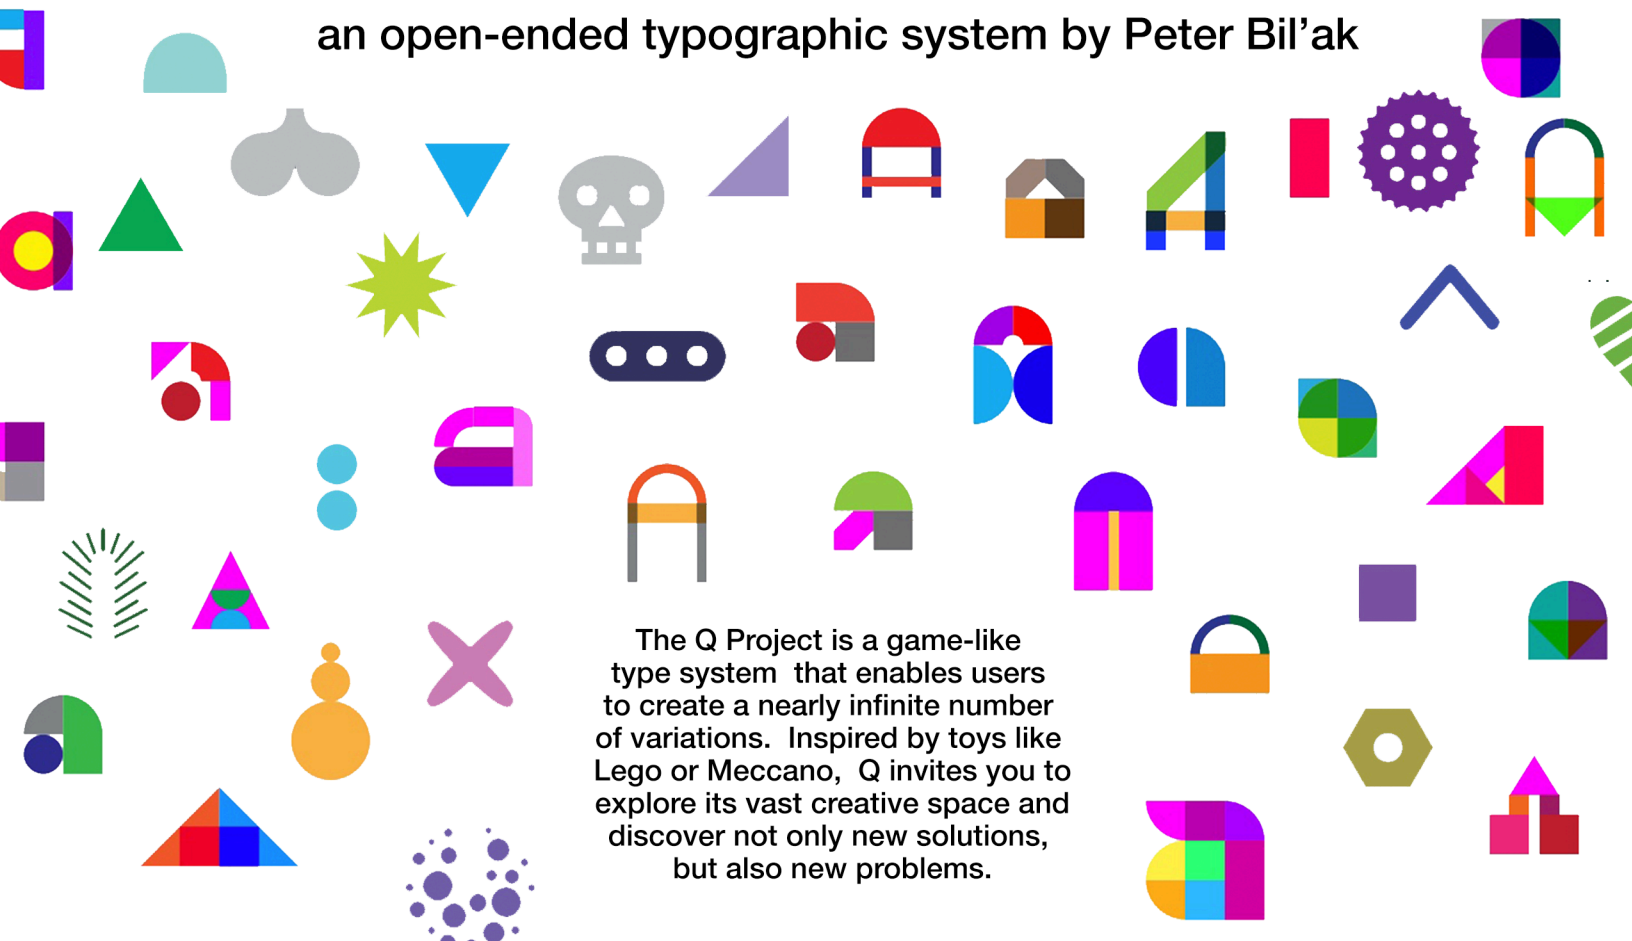 an open-ended typographic system by Peter Bil’ak
The Q Project is a game-like
type system that enables users
to create a nearly infinite number
of variations. Inspired by toys like
Lego or Meccano, Q invites you to
explore its vast creative space and
discover not only new solutions,
but also new problems.